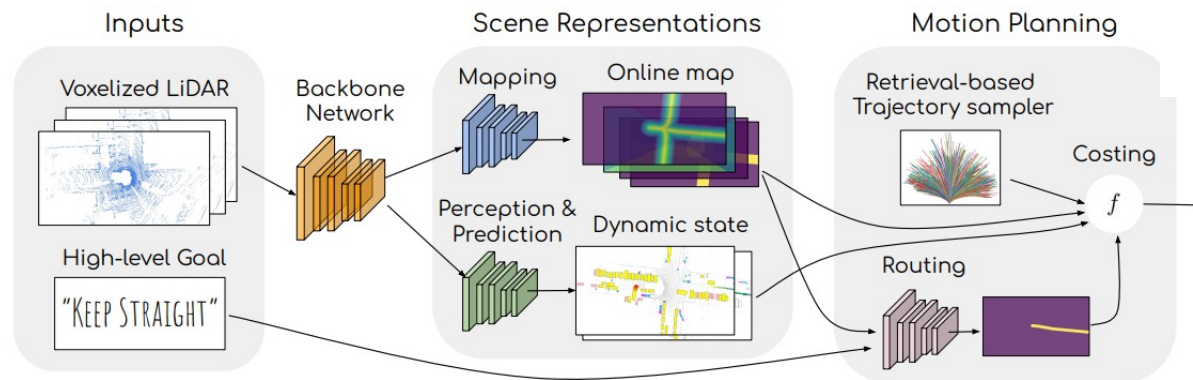 Inputs
Scene Representations
Motion Planning
Voxelized LiDAR
Backbone
Network
Mapping
Online map
Retrieval-based
Trajectory sampler
Costing
f
Perception &
Prediction
Dynamic state
High-level Goal
"KEEP STRAIGHT"
Routing